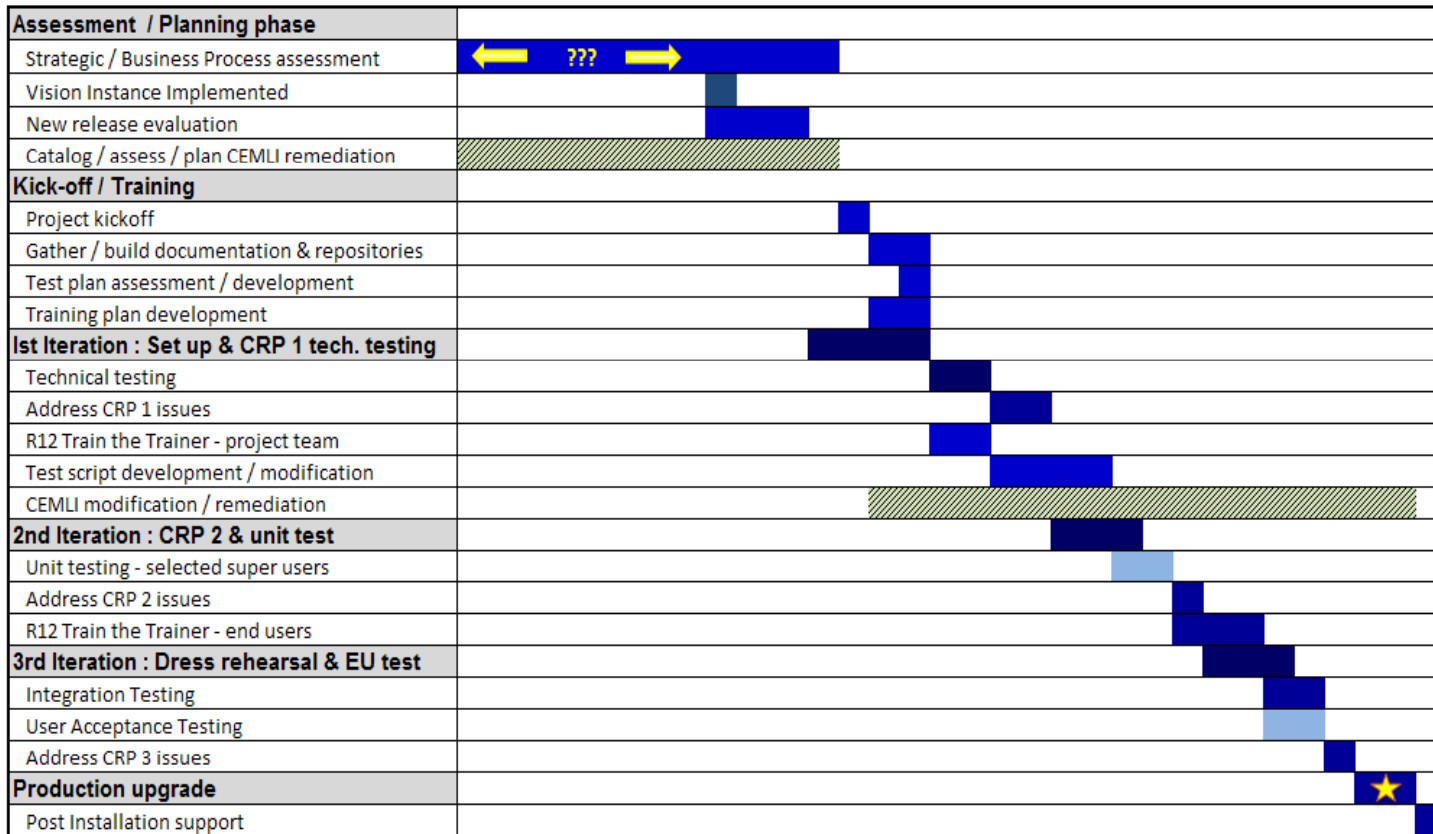 Assessment / Planning phase
Strategic / Business Process assessment
???
Vision Instance Implemented
New release evaluation
Catalog / assess / plan CEMLI remediation
Kick-off / Training
Project kickoff
Gather / build documentation & repositories
Test plan assessment / development
Training plan development
Ist Iteration : Set up & CRP 1 tech. testing
Technical testing
Address CRP 1 issues
R12 Train the Trainer - project team
Test script development / modification
CEMLI modification / remediation
2nd Iteration : CRP 2 & unit test
Unit testing - selected super users
Address CRP 2 issues
R12 Train the Trainer - end users
3rd Iteration : Dress rehearsal & EU test
Integration Testing
User Acceptance Testing
Address CRP 3 issues
Production upgrade
Post Installation support